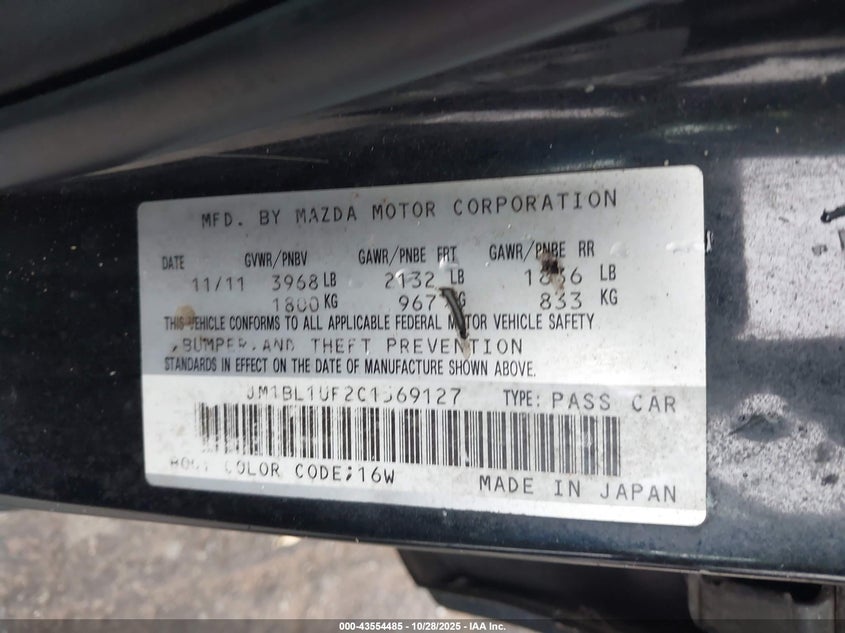 MFD. BY MAZDA MOTOR CORPORATION
DATE GVWR/PNBV GAWR/PNBE FRT GAWR/PNBE RR
11/11 3968 LB 2132 LB LB
1800 KG 967 KG 833 KG
THIS VEHICLE CONFORMS TO ALL APPLICABLE FEDERAL MOTOR VEHICLE SAFETY
,BUMPER,AND THEFT PREVENTION
STANDARDS IN EFFECT ON THE DATE OF MANUFACTURE SHOWN ABOVE.
TYPE: PASS CAR
BODY COLOR CODE;16W
MADE IN JAPAN
000-43554485 - 10/28/2025 - IAA Inc.